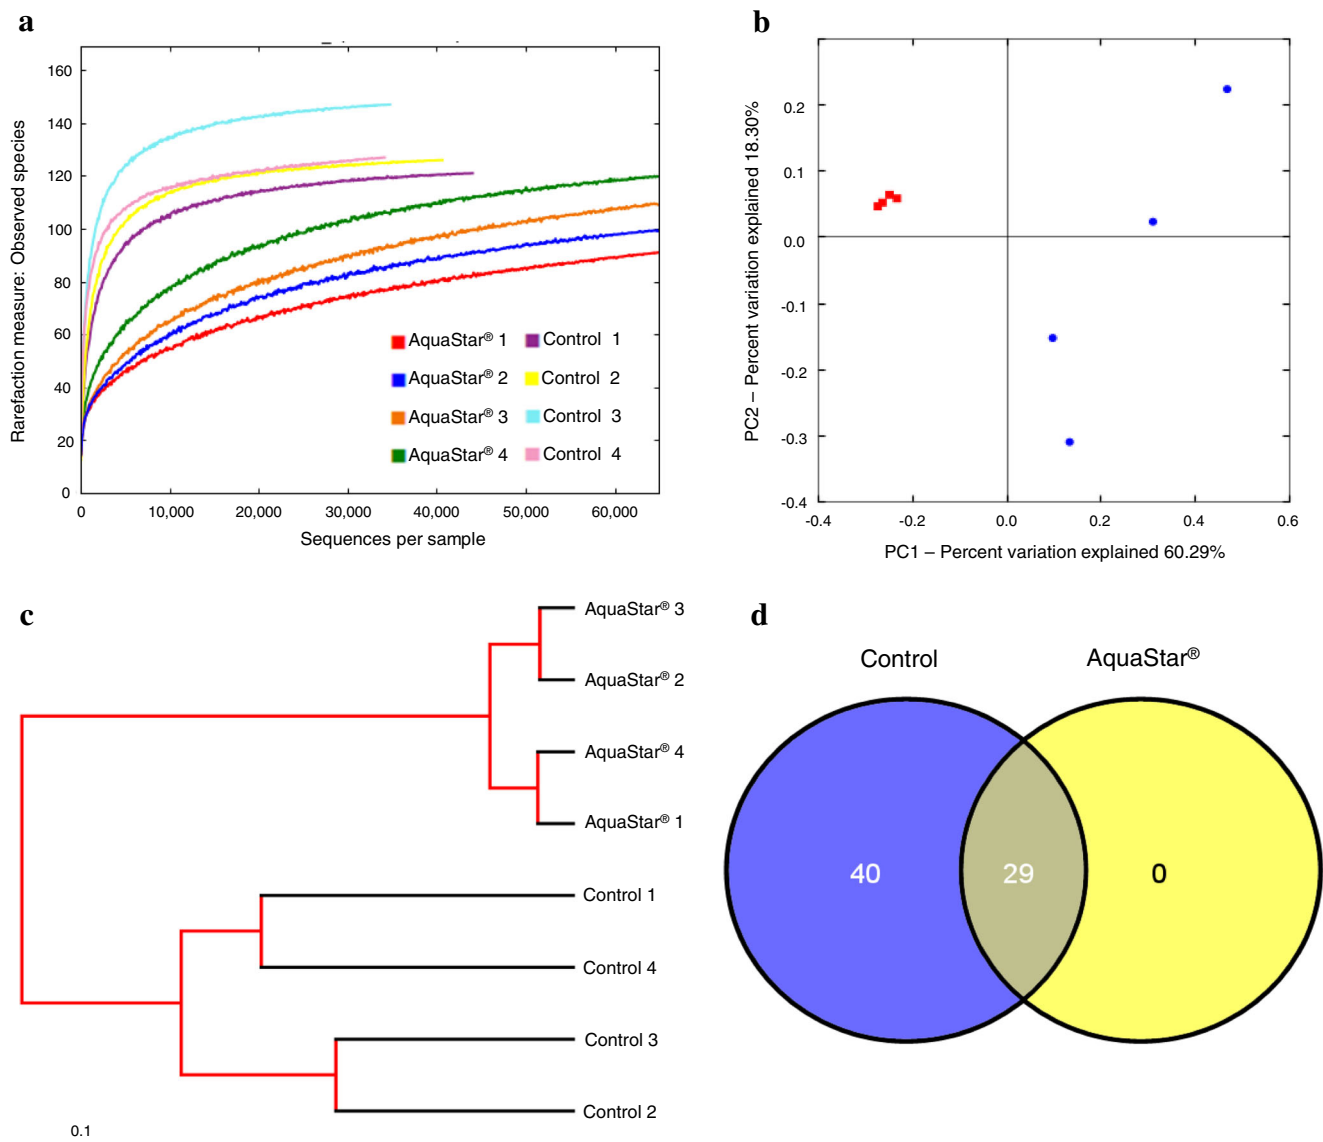 a
Rarefaction measure: Observed species
160
140
120
100
80
60
40
20
0
0 10,000 20,000 30,000 40,000 50,000 60,000
Sequences per sample
AquaStar® 1 Control 1
AquaStar® 2 Control 2
AquaStar® 3 Control 3
AquaStar® 4 Control 4
b
PC2 – Percent variation explained 18.30%
0.2
0.1
0.0
-0.1
-0.2
-0.3
-0.4
-0.4 -0.2 0.0 0.2 0.4 0.6
PC1 – Percent variation explained 60.29%
c
AquaStar® 3
AquaStar® 2
AquaStar® 4
AquaStar® 1
Control 1
Control 4
Control 3
Control 2
0.1
d
Control AquaStar®
40 29 0